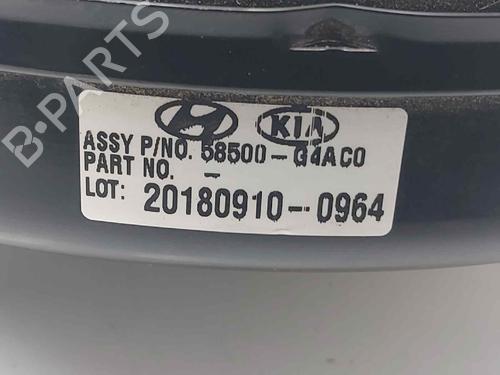 B-PARTS
KIA
ASSY P/NO. 58500-G4AC0
PART NO. -
LOT: 20180910-0964